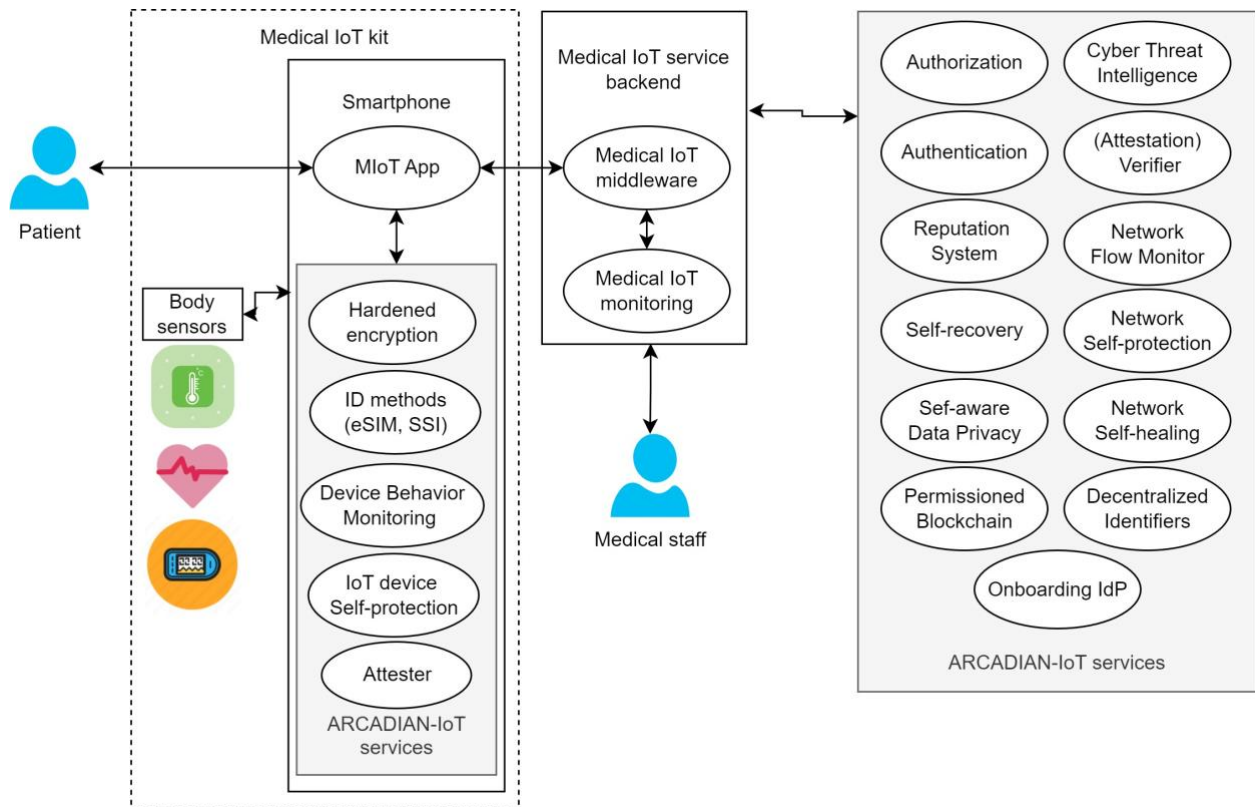 Medical IoT kit
Smartphone
MIoT App
Patient
Body
sensors
°C
Hardened
encryption
ID methods
(eSIM, SSI)
Device Behavior
Monitoring
IoT device
Self-protection
Attester
ARCADIAN-IoT
services
Medical IoT service
backend
Medical IoT
middleware
Medical IoT
monitoring
Medical staff
Authorization
Cyber Threat
Intelligence
Authentication
(Attestation)
Verifier
Reputation
System
Network
Flow Monitor
Self-recovery
Network
Self-protection
Sef-aware
Data Privacy
Network
Self-healing
Permissioned
Blockchain
Decentralized
Identifiers
Onboarding IdP
ARCADIAN-IoT services